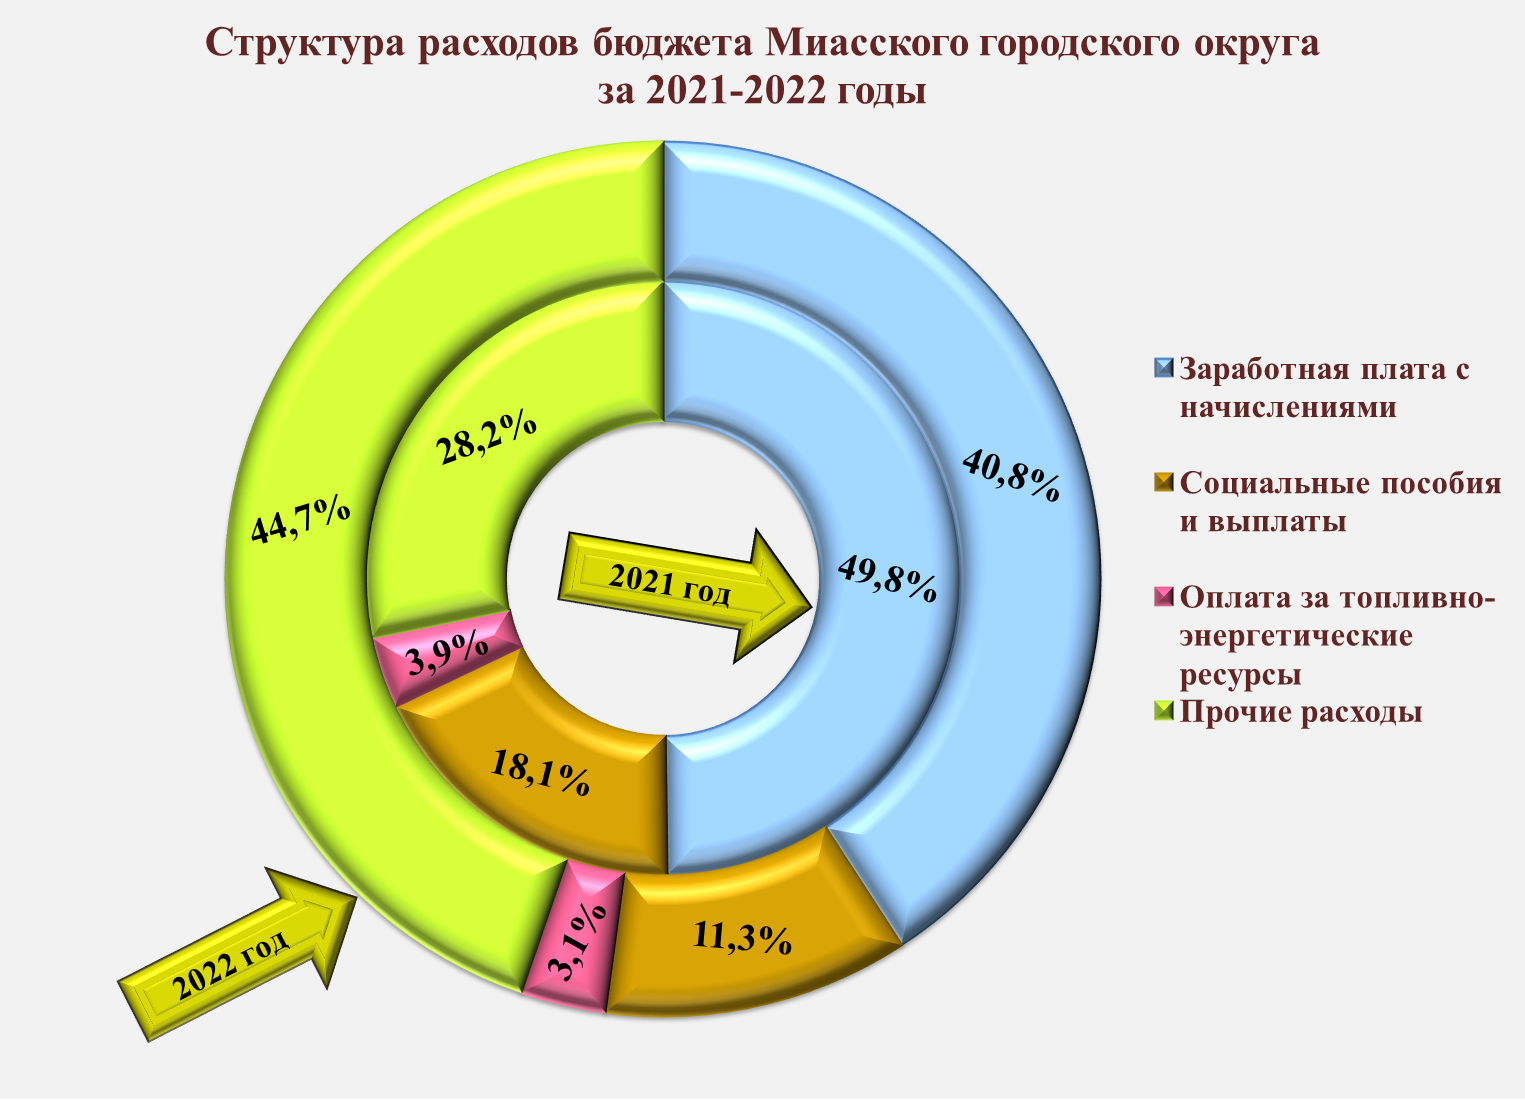 Структура расходов бюджета Миасского городского округа
за 2021-2022 годы
40,8%
28,2%
44,7%
49,8%
2021 год
3,9%
18,1%
11,3%
3,1%
2022 год
Заработная плата с
начислениями
Социальные пособия
и выплаты
Оплата за топливно-
энергетические
ресурсы
Прочие расходы